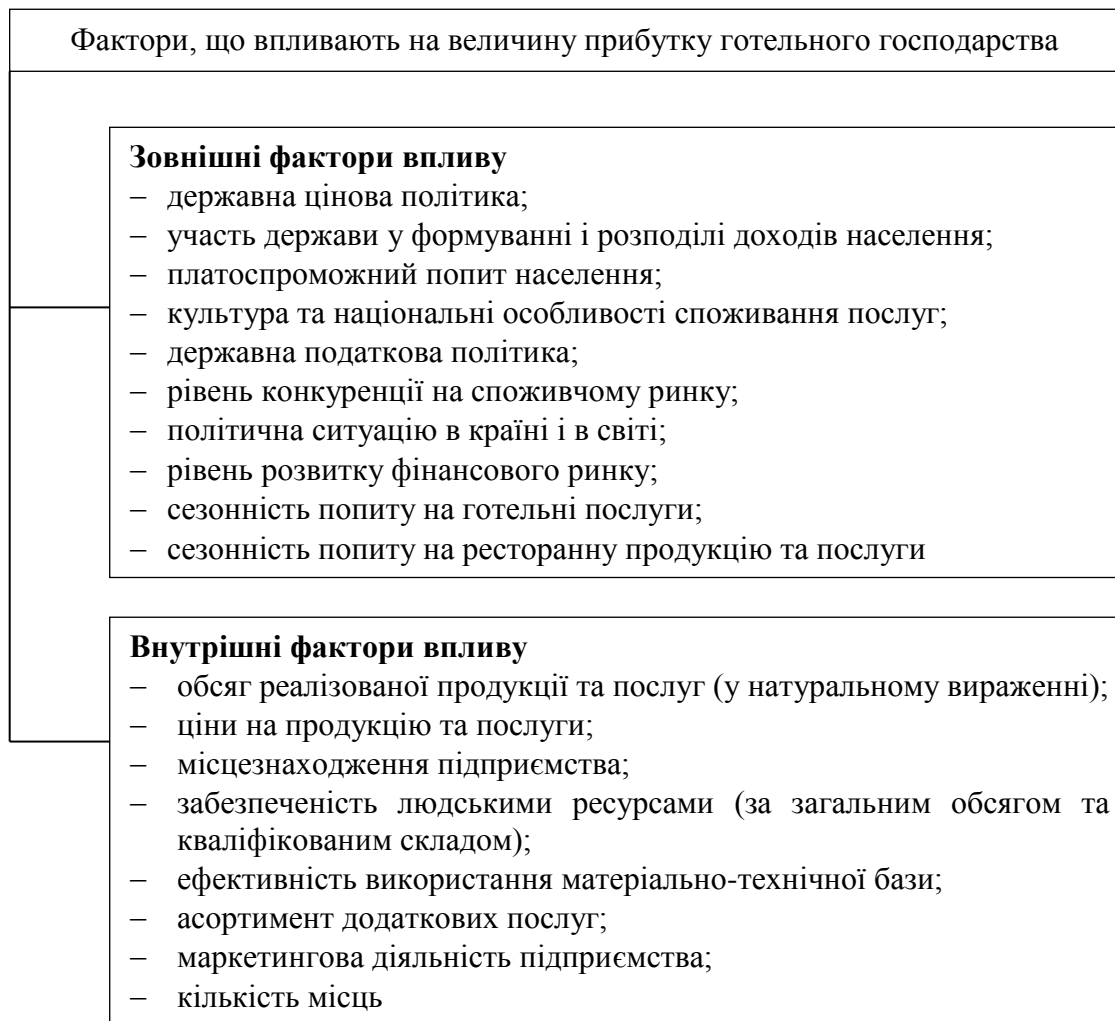 Фактори, що впливають на величину прибутку готельного господарства
Зовнішні фактори впливу
– державна цінова політика;
– участь держави у формуванні і розподілі доходів населення;
– платоспроможний попит населення;
– культура та національні особливості споживання послуг;
– державна податкова політика;
– рівень конкуренції на споживчому ринку;
– політична ситуацію в країні і в світі;
– рівень розвитку фінансового ринку;
– сезонність попиту на готельні послуги;
– сезонність попиту на ресторанну продукцію та послуги
Внутрішні фактори впливу
– обсяг реалізованої продукції та послуг (у натуральному вираженні);
– ціни на продукцію та послуги;
– місцезнаходження підприємства;
– забезпеченість людськими ресурсами (за загальним обсягом та
кваліфікованим складом);
– ефективність використання матеріально-технічної бази;
– асортимент додаткових послуг;
– маркетингова діяльність підприємства;
– кількість місць